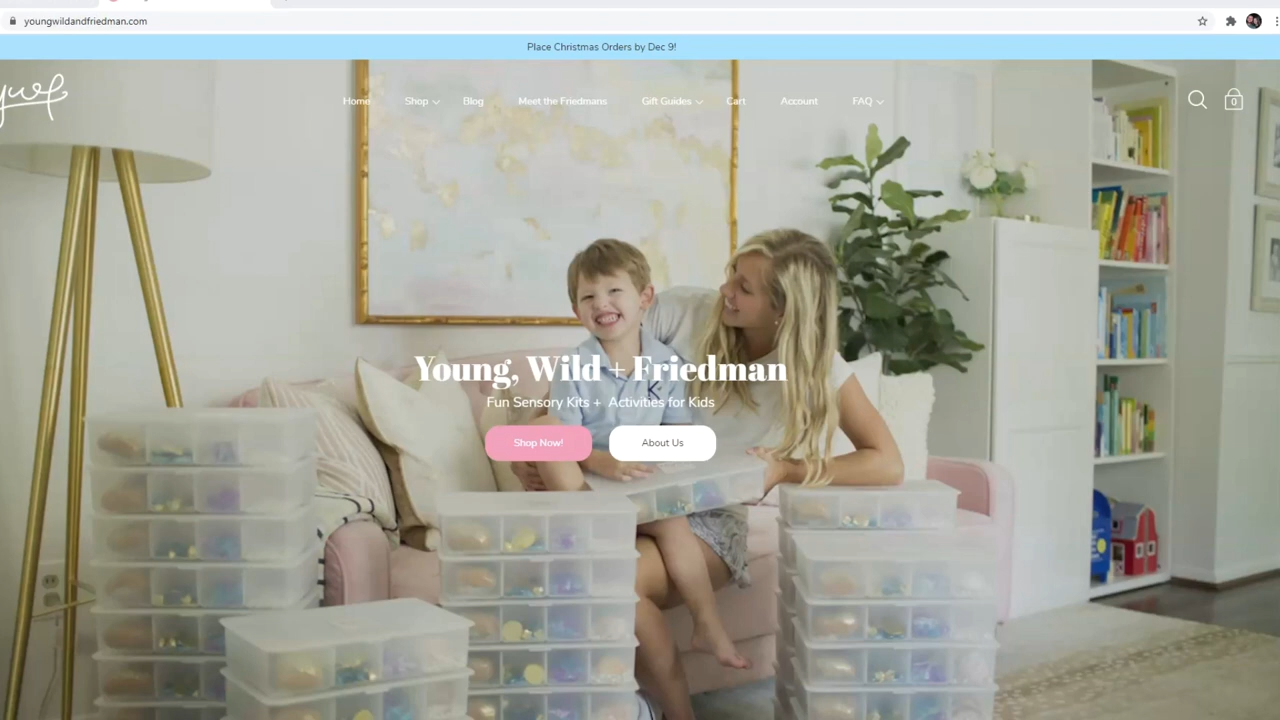 youngwildandfriedman.com
Place Christmas Orders by Dec 9!
ywf
Home Shop Blog Meet the Friedmans Gift Guides Cart Account FAQ
0
Young, Wild + Friedman
Fun Sensory Kits + Activities for Kids
Shop Now! About Us
K